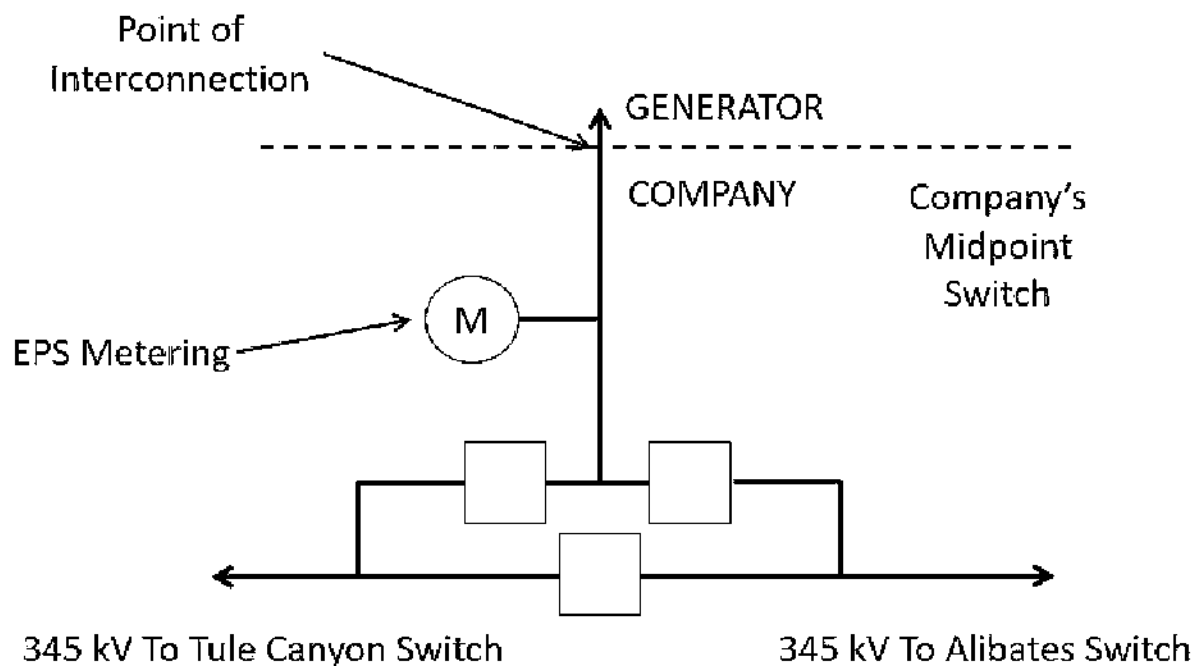 Point of
Interconnection
GENERATOR
COMPANY
Company's
Midpoint
Switch
M
EPS Metering
345 kV To Tule Canyon Switch
345 kV To Alibates Switch